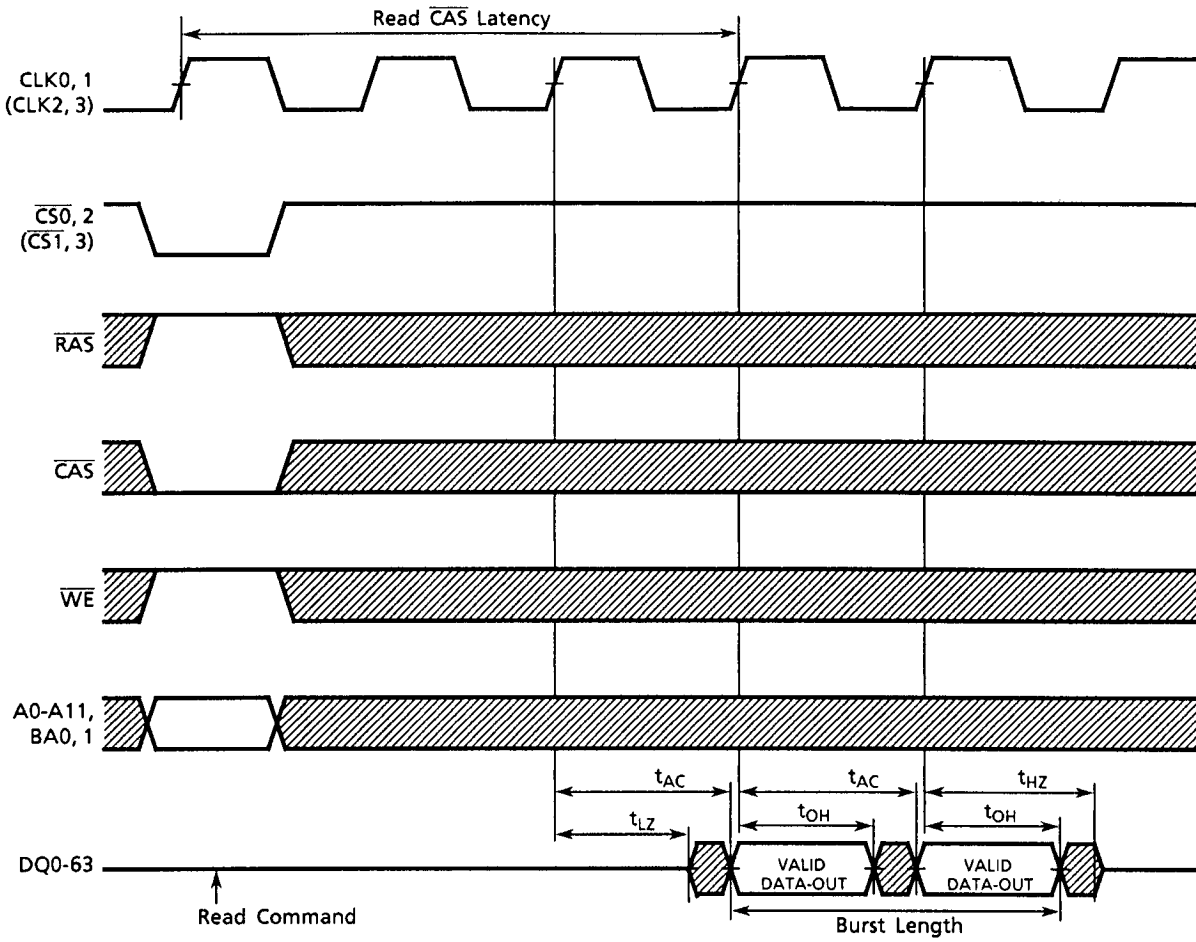 Read CAS Latency
CLK0, 1
(CLK2, 3)
CS0, 2
(CS1, 3)
RAS
CAS
WE
A0-A11,
BA0, 1
tAC
tAC
tHZ
tLZ
tOH
tOH
DQ0-63
VALID
DATA-OUT
VALID
DATA-OUT
Read Command
Burst Length